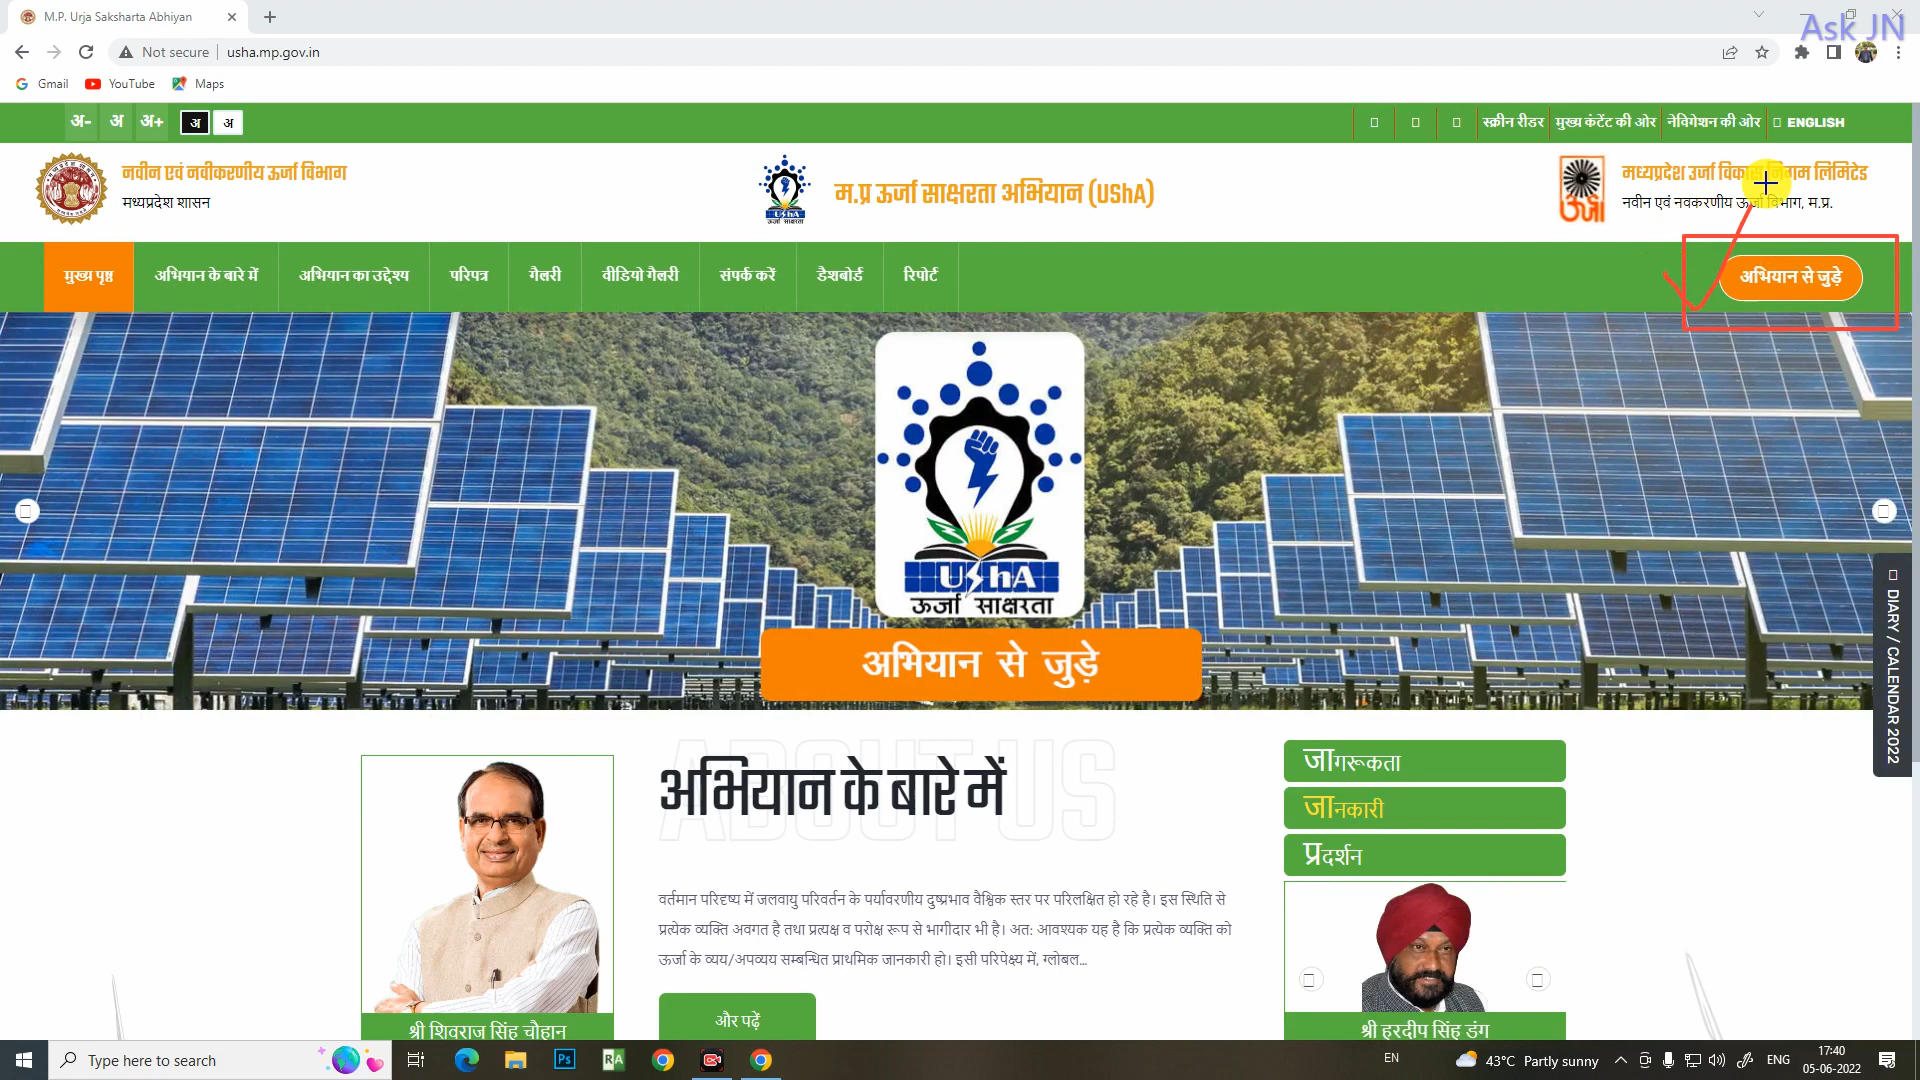 M.P. Urja Saksharta Abhiyan
Ask JN
Not secure
usha.mp.gov.in
Gmail
YouTube
Maps
अ-
अ
अ+
अ
अ
स्क्रीन रीडर
मुख्य कंटेंट की ओर
नेविगेशन की ओर
ENGLISH
नवीन एवं नवीकरणीय ऊर्जा विभाग
मध्यप्रदेश शासन
UShA
ऊर्जा साक्षरता
म.प्र ऊर्जा साक्षरता अभियान (UShA)
मध्यप्रदेश उर्जा विकास निगम लिमिटेड
नवीन एवं नवकरणीय ऊर्जा विभाग, म.प्र.
मुख्य पृष्ठ
अभियान के बारे में
अभियान का उद्देश्य
परिपत्र
गैलरी
वीडियो गैलरी
संपर्क करें
डैशबोर्ड
रिपोर्ट
अभियान से जुड़े
UShA
ऊर्जा साक्षरता
अभियान से जुड़े
DIARY / CALENDAR 2022
ABOUT US
अभियान के बारे में
वर्तमान परिदृष्य में जलवायु परिवर्तन के पर्यावरणीय दुष्प्रभाव वैश्विक स्तर पर परिलक्षित हो रहे है। इस स्थिति से
प्रत्येक व्यक्ति अवगत है तथा प्रत्यक्ष व परोक्ष रूप से भागीदार भी है। अत: आवश्यक यह है कि प्रत्येक व्यक्ति को
ऊर्जा के व्यय/अपव्यय सम्बन्धित प्राथमिक जानकारी हो। इसी परिपेक्ष्य में, ग्लोबल...
और पढ़ें
श्री शिवराज सिंह चौहान
जागरूकता
जानकारी
प्रदर्शन
श्री हरदीप सिंह डंग
Type here to search
Ps
RA
EN
43°C Partly sunny
ENG
17:40
05-06-2022